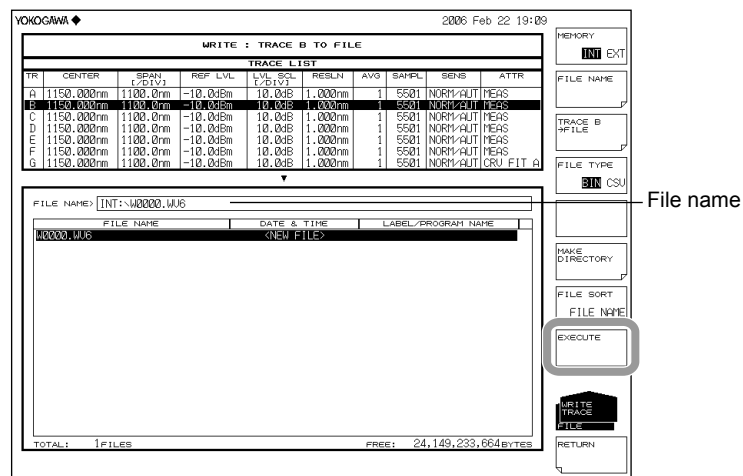 YOKOGAWA ◆ 2006 Feb 22 19:09
WRITE : TRACE B TO FILE
TRACE LIST
TR CENTER SPAN [/DIV] REF LVL LVL SCL [/DIV] RESLN AVG SAMPL SENS ATTR
A 1150.000nm 1100.0nm -10.0dBm 10.0dB 1.000nm 1 5501 NORM/AUT MEAS
B 1150.000nm 1100.0nm -10.0dBm 10.0dB 1.000nm 1 5501 NORM/AUT MEAS
C 1150.000nm 1100.0nm -10.0dBm 10.0dB 1.000nm 1 5501 NORM/AUT MEAS
D 1150.000nm 1100.0nm -10.0dBm 10.0dB 1.000nm 1 5501 NORM/AUT MEAS
E 1150.000nm 1100.0nm -10.0dBm 10.0dB 1.000nm 1 5501 NORM/AUT MEAS
F 1150.000nm 1100.0nm -10.0dBm 10.0dB 1.000nm 1 5501 NORM/AUT MEAS
G 1150.000nm 1100.0nm -10.0dBm 10.0dB 1.000nm 1 5501 NORM/AUT CRV FIT A
▼
FILE NAME> INT:\W0000.WV6
File name
FILE NAME DATE & TIME LABEL/PROGRAM NAME
W0000.WV6 <NEW FILE>
TOTAL: 1FILES FREE: 24,149,233,664BYTES
MEMORY
INT EXT
FILE NAME
TRACE B
→FILE
FILE TYPE
BIN CSV
MAKE
DIRECTORY
FILE SORT
FILE NAME
EXECUTE
WRITE
TRACE
FILE
RETURN